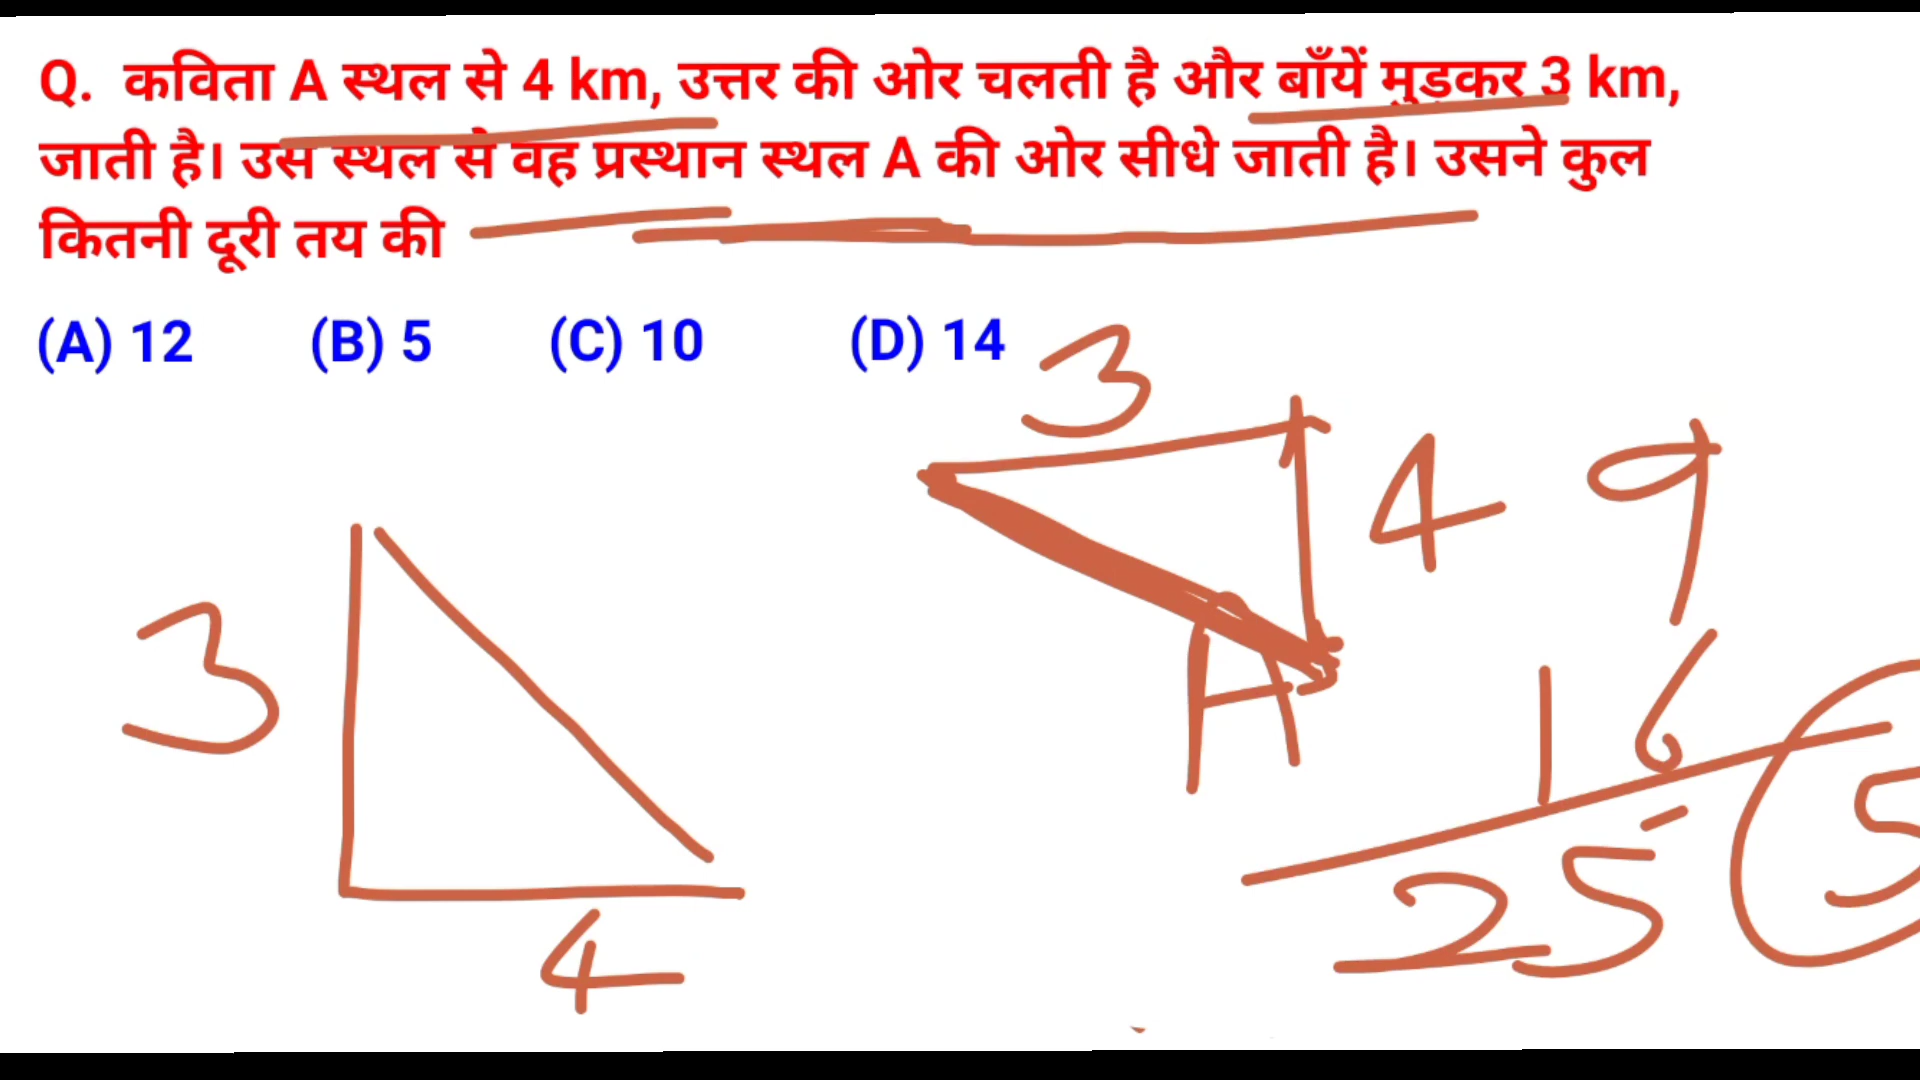 Q. कविता A स्थल से 4 km, उत्तर की ओर चलती है और बाँयें मुड़कर 3 km,
जाती है। उस स्थल से वह प्रस्थान स्थल A की ओर सीधे जाती है। उसने कुल
कितनी दूरी तय की
(A) 12 (B) 5 (C) 10 (D) 14
3
4 9
3
A
16
5
25
4